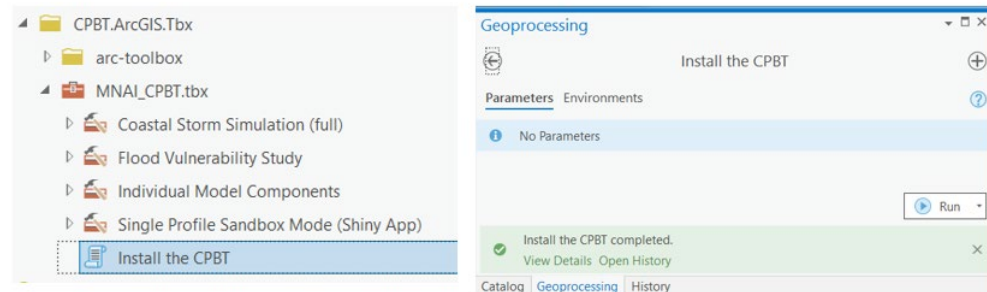 CPBT.ArcGIS.Tbx
arc-toolbox
MNAI_CPBT.tbx
Coastal Storm Simulation (full)
Flood Vulnerability Study
Individual Model Components
Single Profile Sandbox Mode (Shiny App)
Install the CPBT
Geoprocessing
Install the CPBT
Parameters Environments
No Parameters
Run
Install the CPBT completed.
View Details Open History
Catalog Geoprocessing History